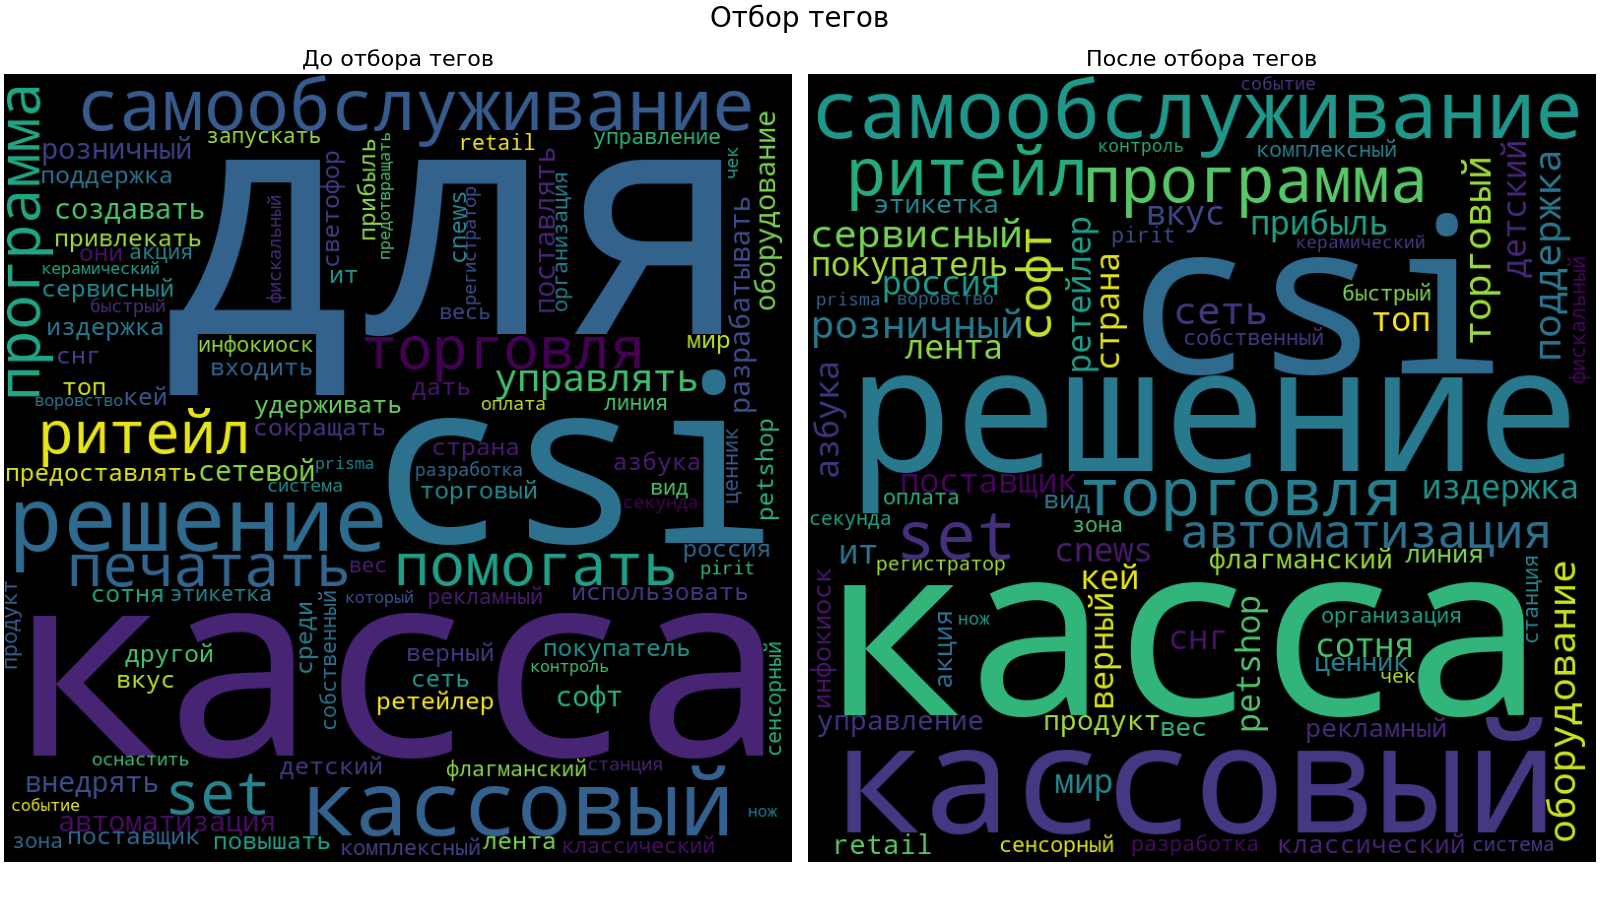 Отбор тегов
До отбора тегов
самообслуживание
программа
запускать
retail
управление
розничный
поддержка
создавать
привлекать
они
акция
керамический
сервисный
быстрый
издержка
снг
топ
воровство
кей
для
фискальный
светофор
прибыль
предотвращать
ит
cnews
регистратор
весь
поставлять
организация
чек
оборудование
разрабатывать
мир
инфокиоск
входить
торговля
дать
управлять
удерживать
оплата
линия
сокращать
ритейл
csi
страна
разработка
торговый
азбука
вид
секунда
ценник
petshop
предоставлять
сетевой
prisma
система
решение
печатать
вес
помогать
россия
pirit
продукт
сотня
этикетка
среди
собственный
который
рекламный
использовать
касса
другой
вкус
верный
сеть
ретейлер
покупатель
контроль
софт
сенсорный
оснастить
внедрять
событие
set
детский
флагманский
станция
кассовый
нож
автоматизация
зона
поставщик
повышать
комплексный
лента
классический
После отбора тегов
событие
самообслуживание
контроль
комплексный
ритейл
программа
этикетка
вкус
прибыль
торговый
детский
поддержка
сервисный
pirit
керамический
покупатель
софт
ретейлер
страна
россия
prisma
воровство
розничный
csi
сеть
быстрый
топ
собственный
фискальный
лента
азбука
решение
поставщик
оплата
вид
торговля
издержка
секунда
set
зона
автоматизация
ит
cnews
регистратор
флагманский
линия
кей
станция
касса
инфокиоск
акция
нож
верный
снг
petshop
организация
сотня
ценник
чек
оборудование
управление
продукт
вес
рекламный
кассовый
мир
retail
сенсорный
разработка
классический
система